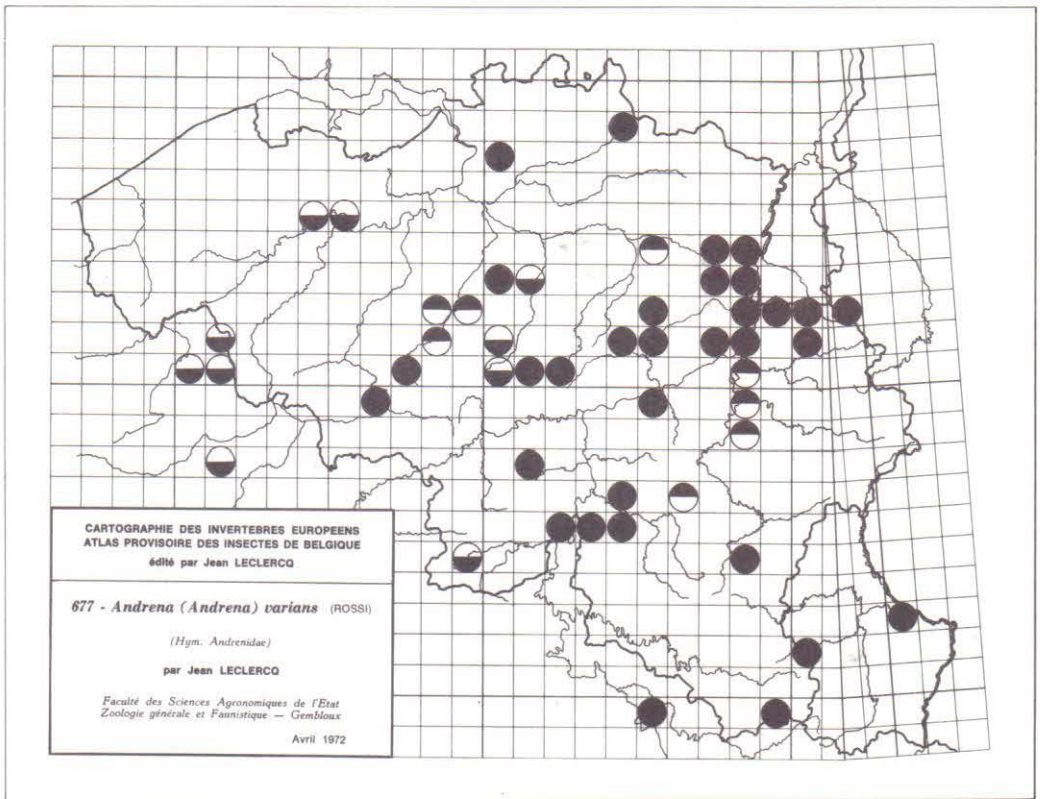 CARTOGRAPHIE DES INVERTEBRES EUROPEENS
ATLAS PROVISOIRE DES INSECTES DE BELGIQUE
édité par Jean LECLERCQ
677 - Andrena (Andrena) varians (ROSSI)
(Hym. Andrenidae)
par Jean LECLERCQ
Faculté des Sciences Agronomiques de l'Etat
Zoologie générale et Faunistique — Gembloux
Avril 1972